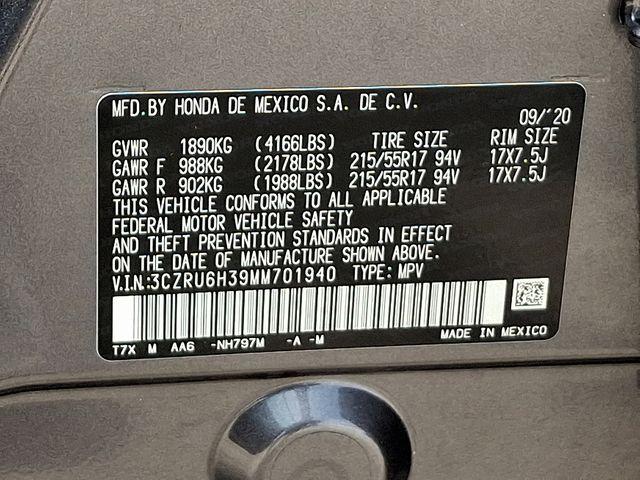 MFD.BY HONDA DE MEXICO S.A. DE C.V.
09/'20
GVWR 1890KG (4166LBS) TIRE SIZE RIM SIZE
GAWR F 988KG (2178LBS) 215/55R17 94V 17X7.5J
GAWR R 902KG (1988LBS) 215/55R17 94V 17X7.5J
THIS VEHICLE CONFORMS TO ALL APPLICABLE
FEDERAL MOTOR VEHICLE SAFETY
AND THEFT PREVENTION STANDARDS IN EFFECT
ON THE DATE OF MANUFACTURE SHOWN ABOVE.
V.I.N.:3CZRU6H39MM701940 TYPE: MPV
T7X M AA6 -NH797M -A -M MADE IN MEXICO